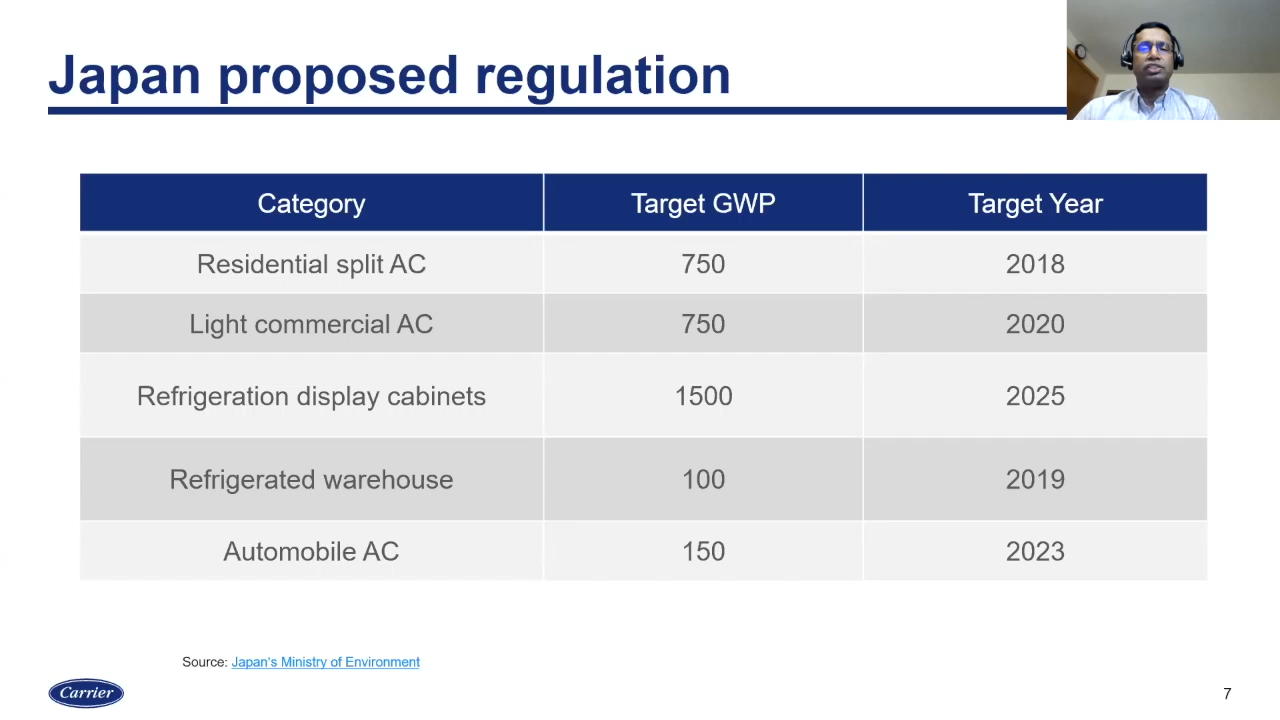 Japan proposed regulation
Category Target GWP Target Year
Residential split AC 750 2018
Light commercial AC 750 2020
Refrigeration display cabinets 1500 2025
Refrigerated warehouse 100 2019
Automobile AC 150 2023
Source: Japan's Ministry of Environment
Carrier
7